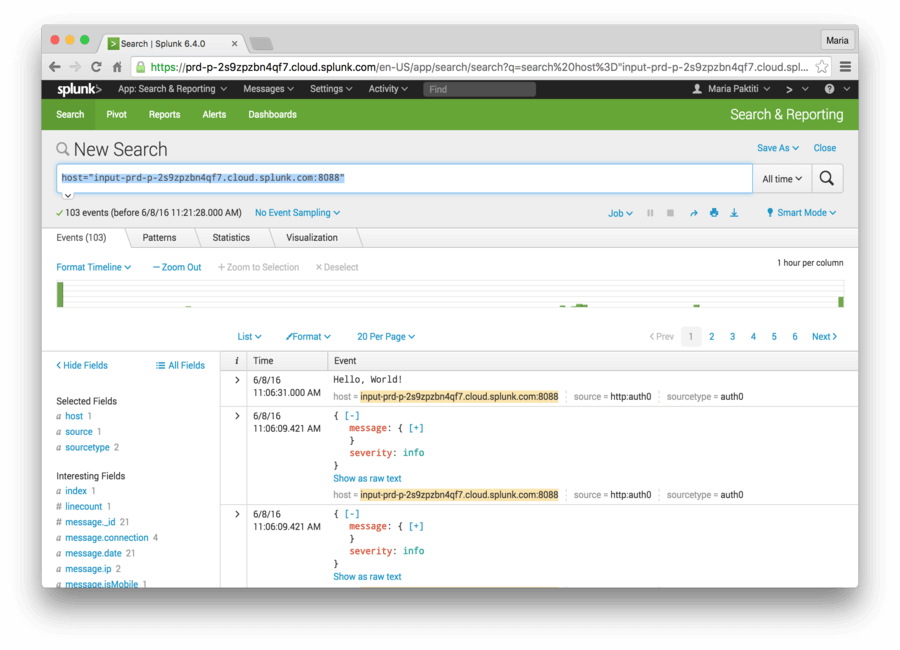 Search | Splunk 6.4.0
Maria
https://prd-p-2s9zpzbn4qf7.cloud.splunk.com/en-US/app/search/search?q=search%20host%3D"input-prd-p-2s9zpzbn4qf7.cloud.spl...
splunk> App: Search & Reporting Messages Settings Activity Find Maria Paktiti
Search Pivot Reports Alerts Dashboards Search & Reporting
New Search Save As Close
host="input-prd-p-2s9zpzbn4qf7.cloud.splunk.com:8088" All time
103 events (before 6/8/16 11:21:28.000 AM) No Event Sampling Job Smart Mode
Events (103) Patterns Statistics Visualization
Format Timeline — Zoom Out + Zoom to Selection × Deselect 1 hour per column
List Format 20 Per Page < Prev 1 2 3 4 5 6 Next >
< Hide Fields All Fields
Selected Fields
a host 1
a source 1
a sourcetype 2
Interesting Fields
a index 1
# linecount 1
# message._id 21
a message.connection 4
a message.date 21
a message.ip 2
a message.isMobile 1
i Time Event
6/8/16 Hello, World!
11:06:31.000 AM host = input-prd-p-2s9zpzbn4qf7.cloud.splunk.com:8088 source = http:auth0 sourcetype = auth0
6/8/16 { [-]
11:06:09.421 AM message: { [+]
}
severity: info
}
Show as raw text
host = input-prd-p-2s9zpzbn4qf7.cloud.splunk.com:8088 source = http:auth0 sourcetype = auth0
6/8/16 { [-]
11:06:09.421 AM message: { [+]
}
severity: info
}
Show as raw text